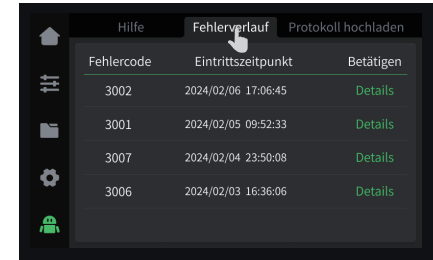 Hilfe Fehlerverlauf Protokoll hochladen
Fehlercode Eintrittszeitpunkt Betätigen
3002 2024/02/06 17:06:45 Details
3001 2024/02/05 09:52:33 Details
3007 2024/02/04 23:50:08 Details
3006 2024/02/03 16:36:06 Details